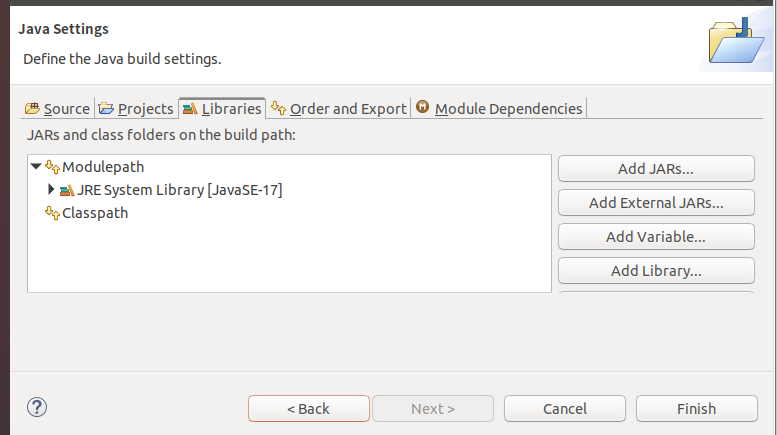 Java Settings
Define the Java build settings.
Source Projects Libraries Order and Export M Module Dependencies
JARs and class folders on the build path:
Modulepath
JRE System Library [JavaSE-17]
Classpath
Add JARs...
Add External JARs...
Add Variable...
Add Library...
? < Back Next > Cancel Finish